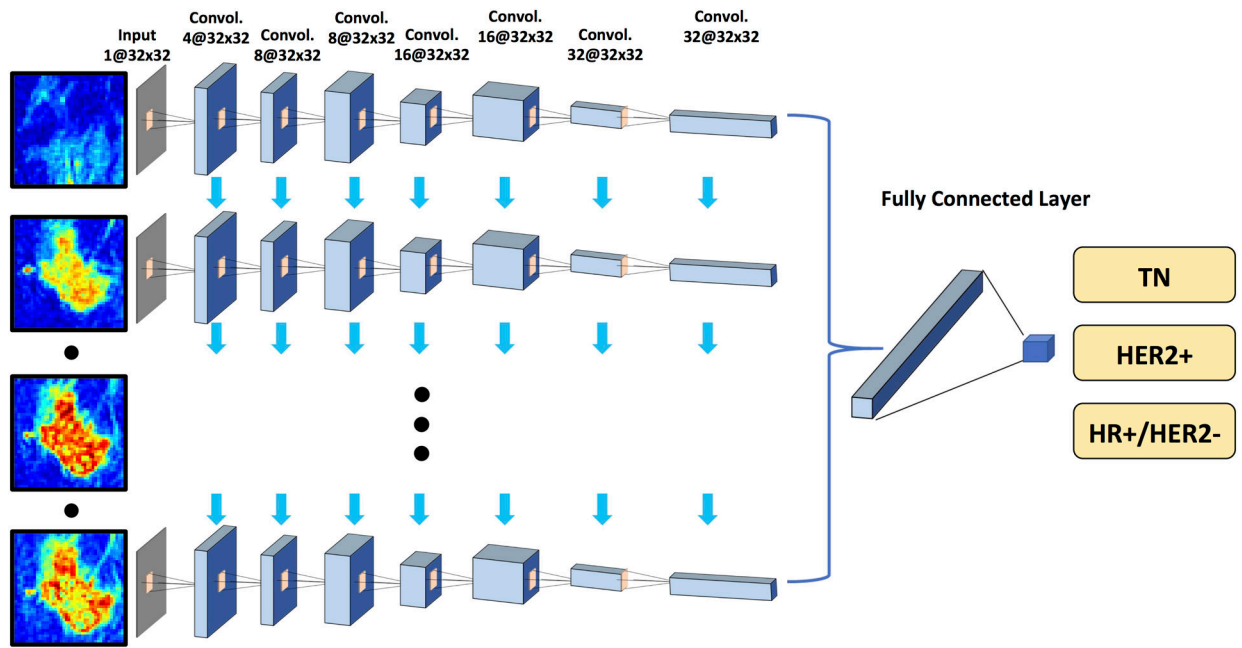 Input
1@32x32
Convol.
4@32x32
Convol.
8@32x32
Convol.
8@32x32
Convol.
16@32x32
Convol.
16@32x32
Convol.
32@32x32
Convol.
32@32x32
Fully Connected Layer
TN
HER2+
HR+/HER2-